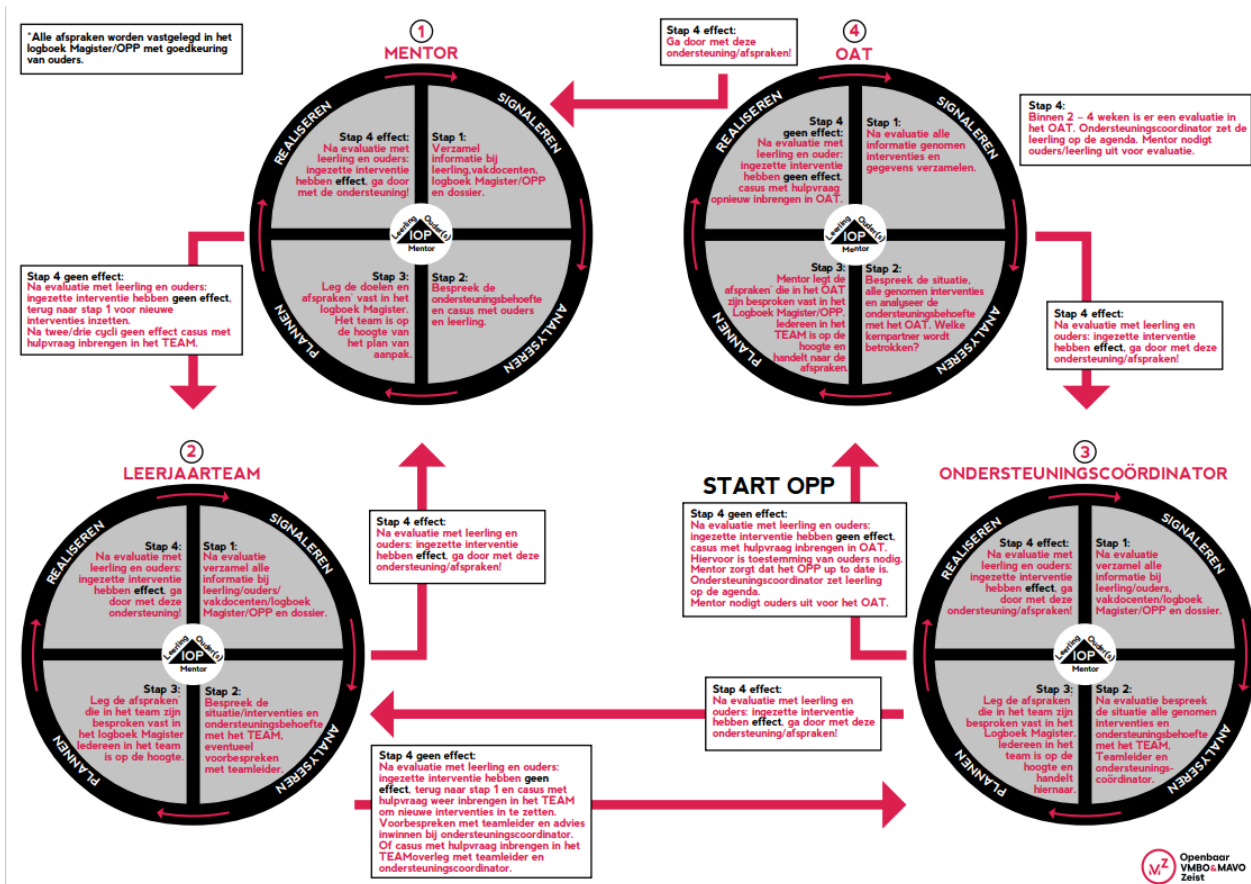 *Alle afspraken worden vastgelegd in het
logboek Magister/OPP met goedkeuring
van ouders.
1
MENTOR
REALISEREN
SIGNALEREN
PLANNEN
ANALYSEREN
Stap 4 effect:
Na evaluatie met
leerling en ouders:
ingezette interventie
hebben effect, ga door
met de ondersteuning!
Stap 1:
Verzamel
informatie bij
leerling,vakdocenten,
logboek Magister/OPP
en dossier.
Stap 3:
Leg de doelen en
afspraken* vast in het
logboek Magister.
Het team is op
de hoogte van
het plan van
aanpak.
Stap 2:
Bespreek de
ondersteuningsbehoefte
en casus met ouders
en leerling.
Leerling
Ouder(s)
IOP
Mentor
Stap 4 effect:
Ga door met deze
ondersteuning/afspraken!
4
OAT
REALISEREN
SIGNALEREN
PLANNEN
ANALYSEREN
Stap 4
geen effect:
Na evaluatie met
leerling en ouder:
ingezette interventie
hebben geen effect,
casus met hulpvraag
opnieuw inbrengen in OAT.
Stap 1:
Na evaluatie alle
informatie genomen
interventies en
gegevens verzamelen.
Stap 3:
Mentor legt de
afspraken* die in het OAT
zijn besproken vast in het
Logboek Magister/OPP.
Iedereen in het
TEAM is op de
hoogte en
handelt naar de
afspraken.
Stap 2:
Bespreek de situatie,
alle genomen interventies
en analyseer de
ondersteuningsbehoefte
met het OAT. Welke
kernpartner wordt
betrokken?
Leerling
Ouder(s)
IOP
Mentor
Stap 4:
Binnen 2 – 4 weken is er een evaluatie in
het OAT. Ondersteuningscoordinator zet de
leerling op de agenda. Mentor nodigt
ouders/leerling uit voor evaluatie.
Stap 4 geen effect:
Na evaluatie met leerling en ouders:
ingezette interventie hebben geen effect,
terug naar stap 1 voor nieuwe
interventies inzetten.
Na twee/drie cycli geen effect casus met
hulpvraag inbrengen in het TEAM.
Stap 4 effect:
Na evaluatie met leerling en
ouders: ingezette interventie
hebben effect, ga door met deze
ondersteuning/afspraken!
2
LEERJAARTEAM
REALISEREN
SIGNALEREN
PLANNEN
ANALYSEREN
Stap 4:
Na evaluatie met
leerling en ouders:
ingezette interventie
hebben effect, ga
door met deze
ondersteuning!
Stap 1:
Na evaluatie
verzamel alle
informatie bij
leerling/ouders/
vakdocenten/logboek
Magister/OPP en dossier.
Stap 3:
Leg de afspraken*
die in het team zijn
besproken vast in
het logboek Magister
Iedereen in het team
is op de hoogte.
Stap 2:
Bespreek de
situatie/interventies en
ondersteuningsbehoefte
met het TEAM,
eventueel
voorbespreken
met teamleider.
Leerling
Ouder(s)
IOP
Mentor
Stap 4 effect:
Na evaluatie met leerling en
ouders: ingezette interventie
hebben effect, ga door met deze
ondersteuning/afspraken!
START OPP
Stap 4 geen effect:
Na evaluatie met leerling en ouders:
ingezette interventie hebben geen effect,
casus met hulpvraag inbrengen in OAT.
Hiervoor is toestemming van ouders nodig.
Mentor zorgt dat het OPP up to date is.
Ondersteuningscoordinator zet leerling
op de agenda.
Mentor nodigt ouders uit voor het OAT.
3
ONDERSTEUNINGSCOÖRDINATOR
REALISEREN
SIGNALEREN
PLANNEN
ANALYSEREN
Stap 4 effect:
Na evaluatie met
leerling en ouders:
ingezette interventie
hebben effect, ga
door met deze
ondersteuning/afspraken!
Stap 1:
Na evaluatie
verzamel alle
informatie bij
leerling/ouders,
vakdocenten/logboek
Magister/OPP en dossier.
Stap 3:
Leg de afspraken*
die in het team zijn
besproken vast in het
Logboek Magister.
Iedereen in het
team is op de
hoogte en
handelt
hiernaar.
Stap 2:
Na evaluatie bespreek
de situatie alle genomen
interventies en
ondersteuningsbehoefte
met het TEAM,
Teamleider en
ondersteunings-
coördinator.
Leerling
Ouder(s)
IOP
Mentor
Stap 4 effect:
Na evaluatie met leerling en
ouders: ingezette interventie
hebben effect, ga door met deze
ondersteuning/afspraken!
Stap 4 geen effect:
Na evaluatie met leerling en ouders:
ingezette interventie hebben geen
effect, terug naar stap 1 en casus met
hulpvraag weer inbrengen in het TEAM
om nieuwe interventies in te zetten.
Voorbespreken met teamleider en advies
inwinnen bij ondersteuningscoordinator.
Of casus met hulpvraag inbrengen in het
TEAMoverleg met teamleider en
ondersteuningscoordinator.
Openbaar
VMBO&MAVO
Zeist